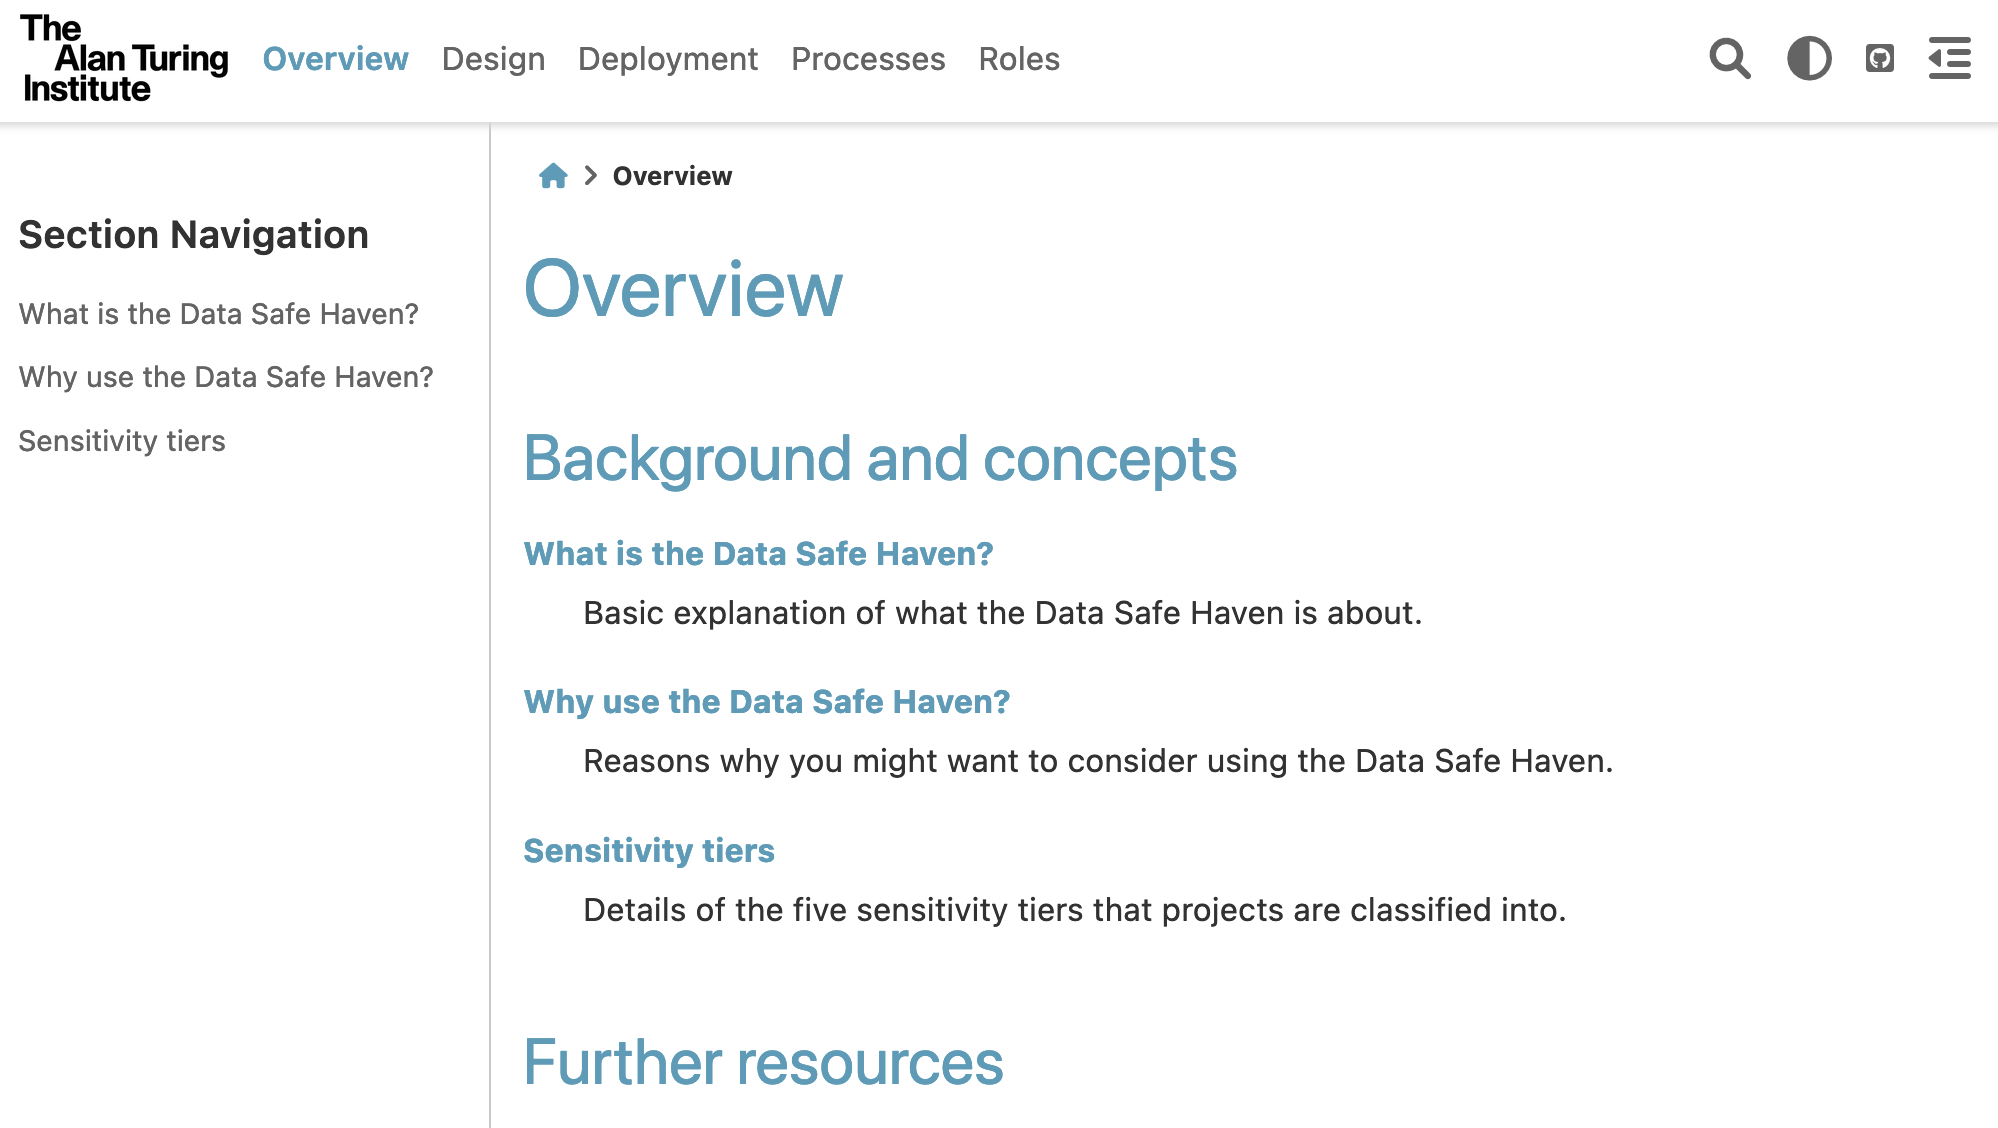 The
Alan Turing
Institute
Overview Design Deployment Processes Roles
Section Navigation
What is the Data Safe Haven?
Why use the Data Safe Haven?
Sensitivity tiers
Overview
Overview
Background and concepts
What is the Data Safe Haven?
Basic explanation of what the Data Safe Haven is about.
Why use the Data Safe Haven?
Reasons why you might want to consider using the Data Safe Haven.
Sensitivity tiers
Details of the five sensitivity tiers that projects are classified into.
Further resources